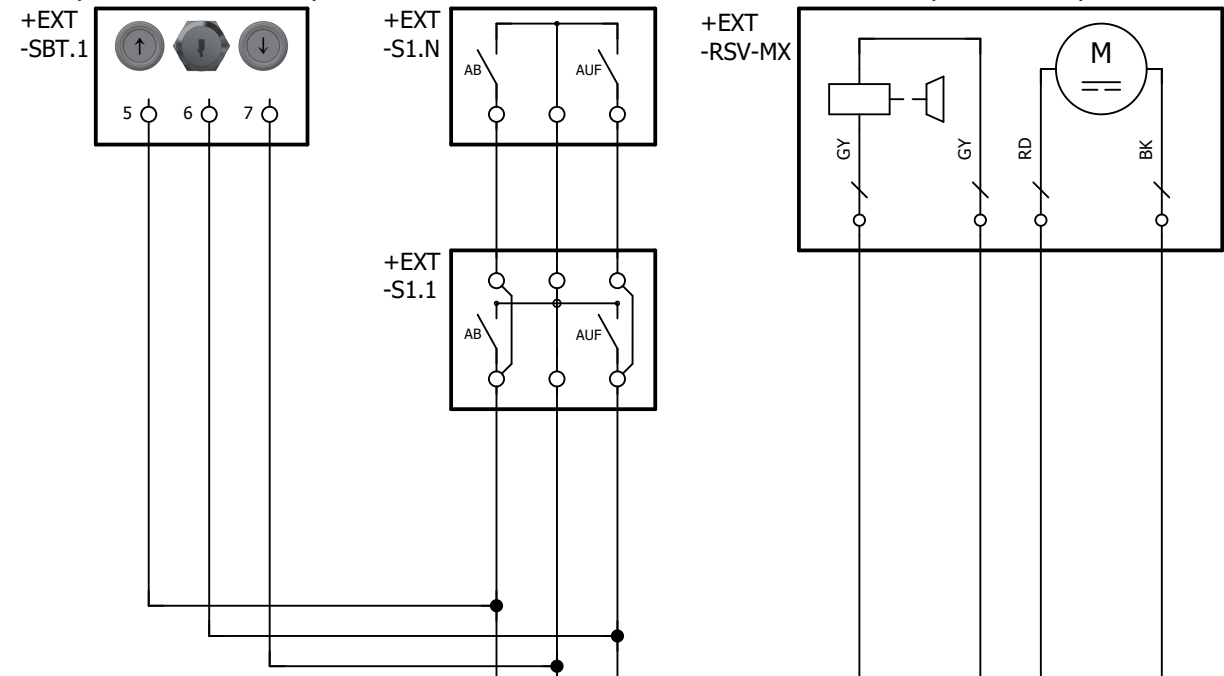 +EXT
-SBT.1
5 6 7
+EXT
-S1.N
AB AUF
+EXT
-S1.1
AB AUF
+EXT
-RSV-MX
M
GY GY RD BK